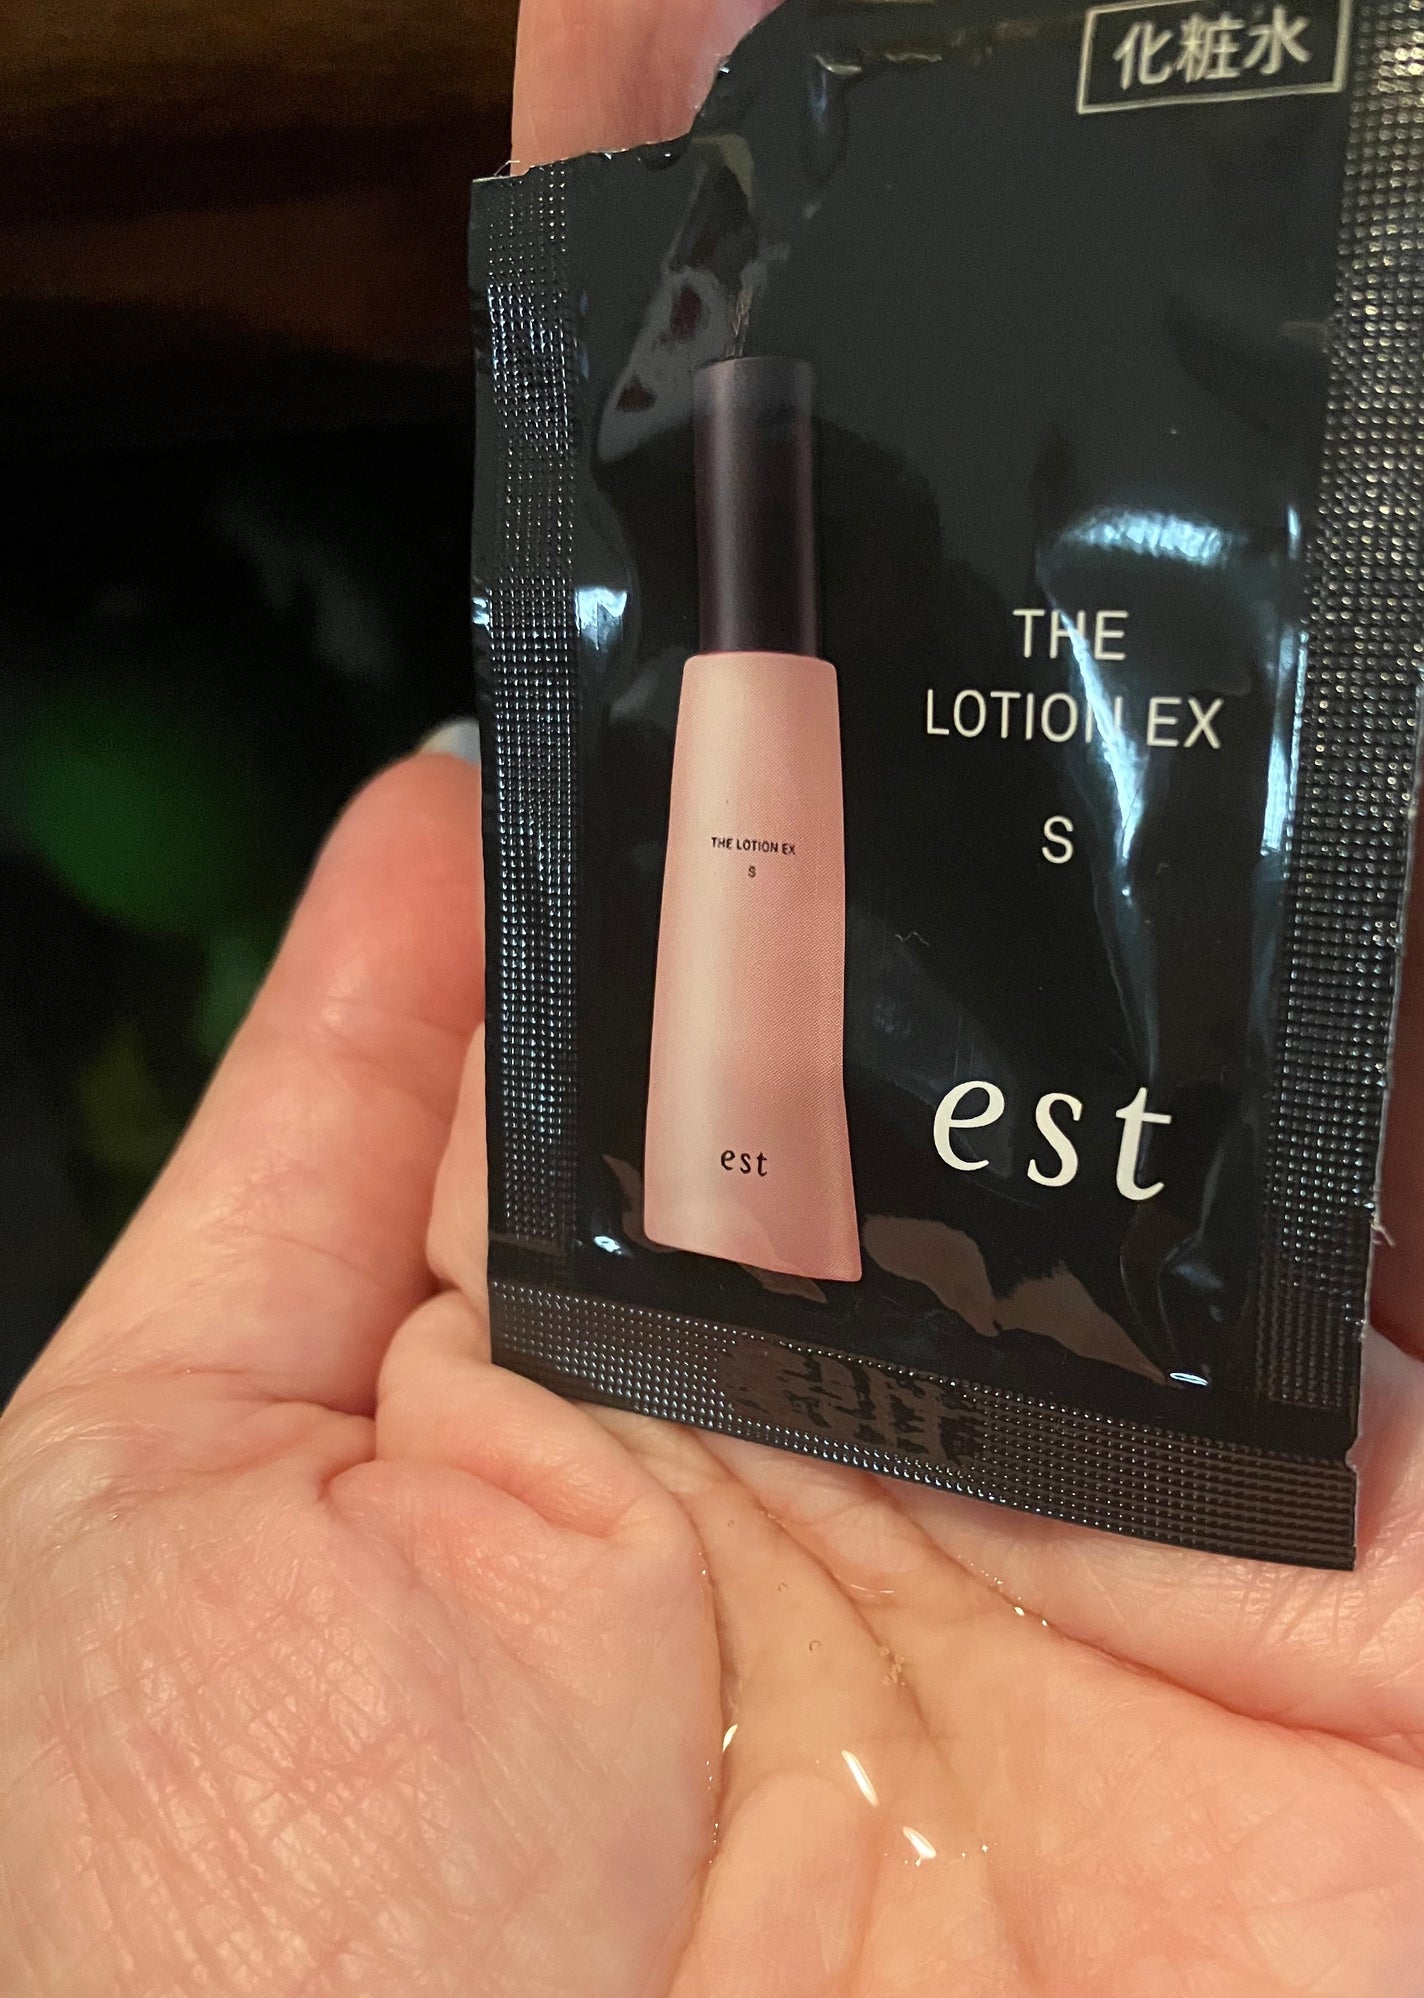 化粧水
THE
LOTION EX
S
est
THE LOTION EX
S
est